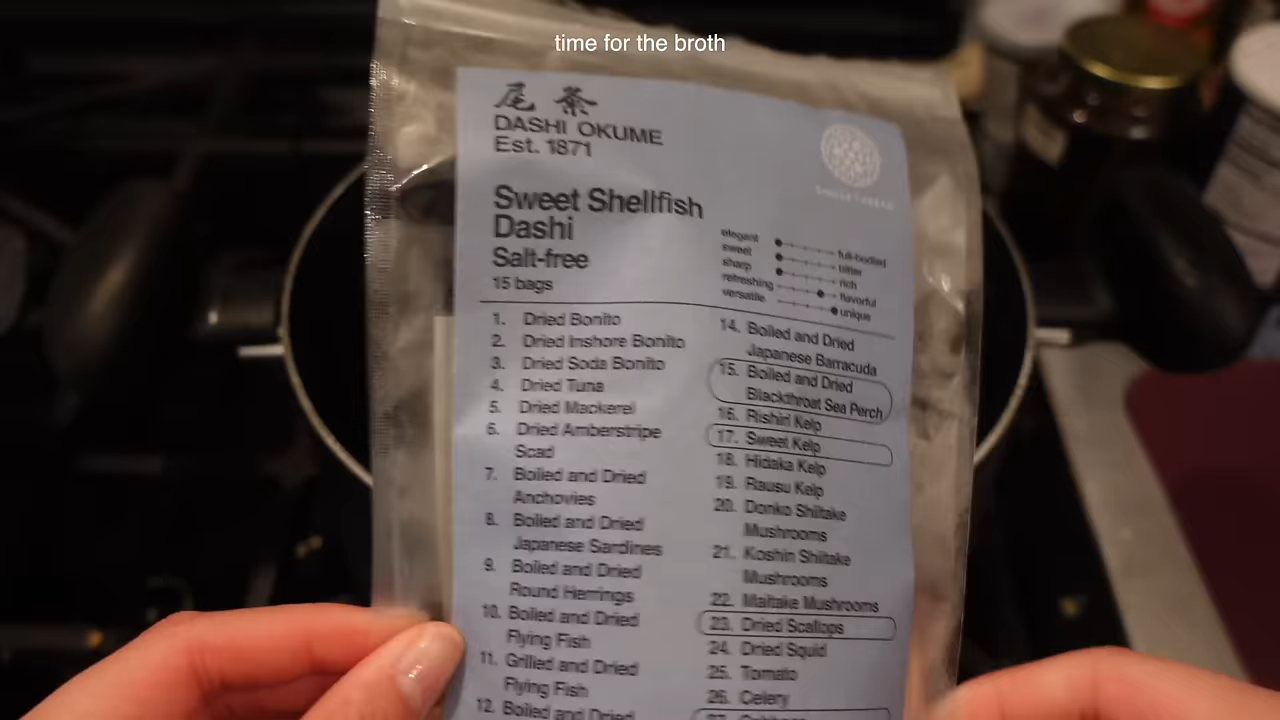 time for the broth
尾粂
DASHI OKUME
Est. 1871
Sweet Shellfish
Dashi
Salt-free
15 bags
elegant full-bodied
sweet bitter
sharp rich
refreshing flavorful
versatile unique
1. Dried Bonito
2. Dried Inshore Bonito
3. Dried Soda Bonito
4. Dried Tuna
5. Dried Mackerel
6. Dried Amberstripe
Scad
7. Boiled and Dried
Anchovies
8. Boiled and Dried
Japanese Sardines
9. Boiled and Dried
Round Herrings
10. Boiled and Dried
Flying Fish
11. Grilled and Dried
Flying Fish
12. Boiled and Dried
14. Boiled and Dried
Japanese Barracuda
15. Boiled and Dried
Blackthroat Sea Perch
16. Rishiri Kelp
17. Sweet Kelp
18. Hidaka Kelp
19. Rausu Kelp
20. Donko Shiitake
Mushrooms
21. Koshin Shiitake
Mushrooms
22. Maitake Mushrooms
23. Dried Scallops
24. Dried Squid
25. Tomato
26. Celery
27. Cabbage